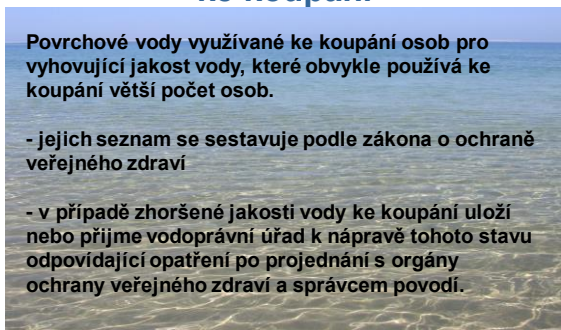 ke koupání
Povrchové vody využívané ke koupání osob pro
vyhovující jakost vody, které obvykle používá ke
koupání větší počet osob.
- jejich seznam se sestavuje podle zákona o ochraně
veřejného zdraví
- v případě zhoršené jakosti vody ke koupání uloží
nebo přijme vodoprávní úřad k nápravě tohoto stavu
odpovídající opatření po projednání s orgány
ochrany veřejného zdraví a správcem povodí.